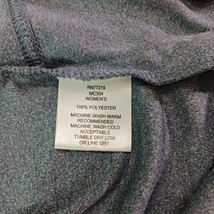 RN77219
MC304
WOMEN'S
100% POLYESTER
MACHINE WASH WARM
RECOMMENDED
MACHINE WASH COLD
ACCEPTABLE
TUMBLE DRY LOW
OR LINE DRY